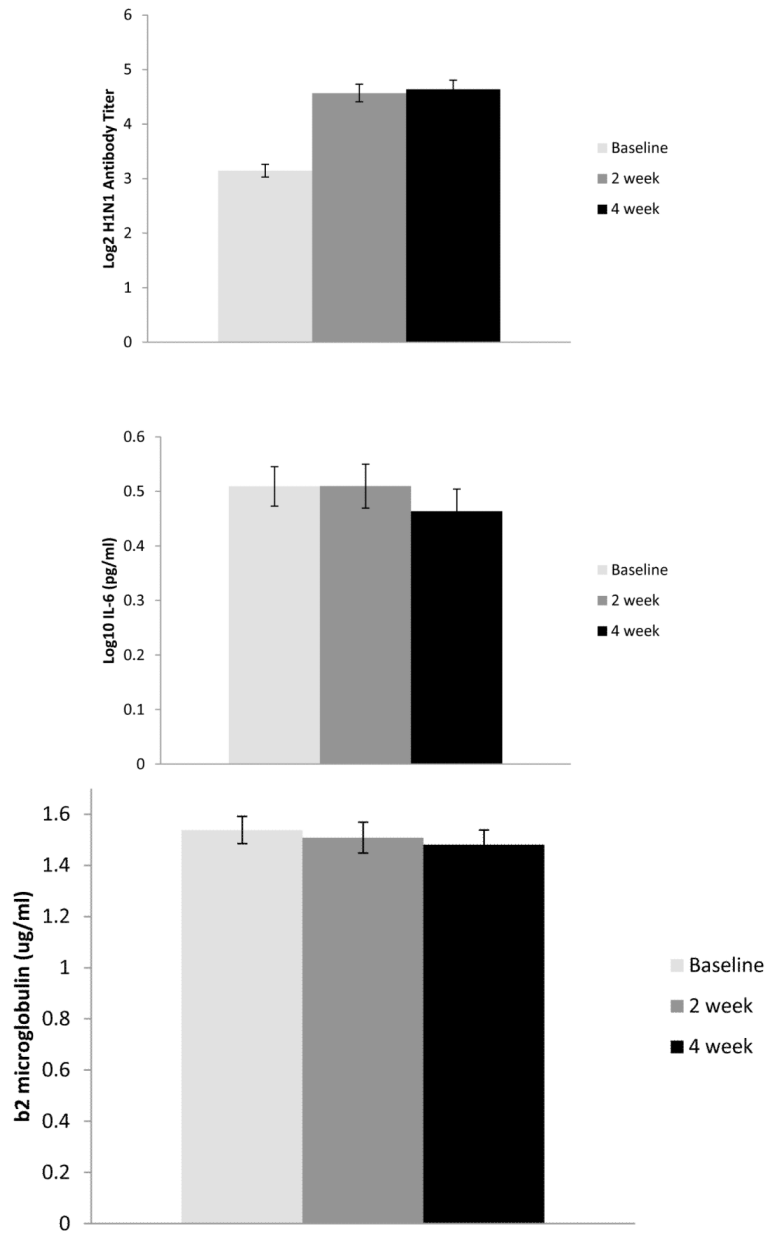 Log2 H1N1 Antibody Titer
6
5
4
3
2
1
0
Baseline
2 week
4 week
Log10 IL-6 (pg/ml)
0.6
0.5
0.4
0.3
0.2
0.1
0
Baseline
2 week
4 week
b2 microglobulin (ug/ml)
1.6
1.4
1.2
1
0.8
0.6
0.4
0.2
0
Baseline
2 week
4 week